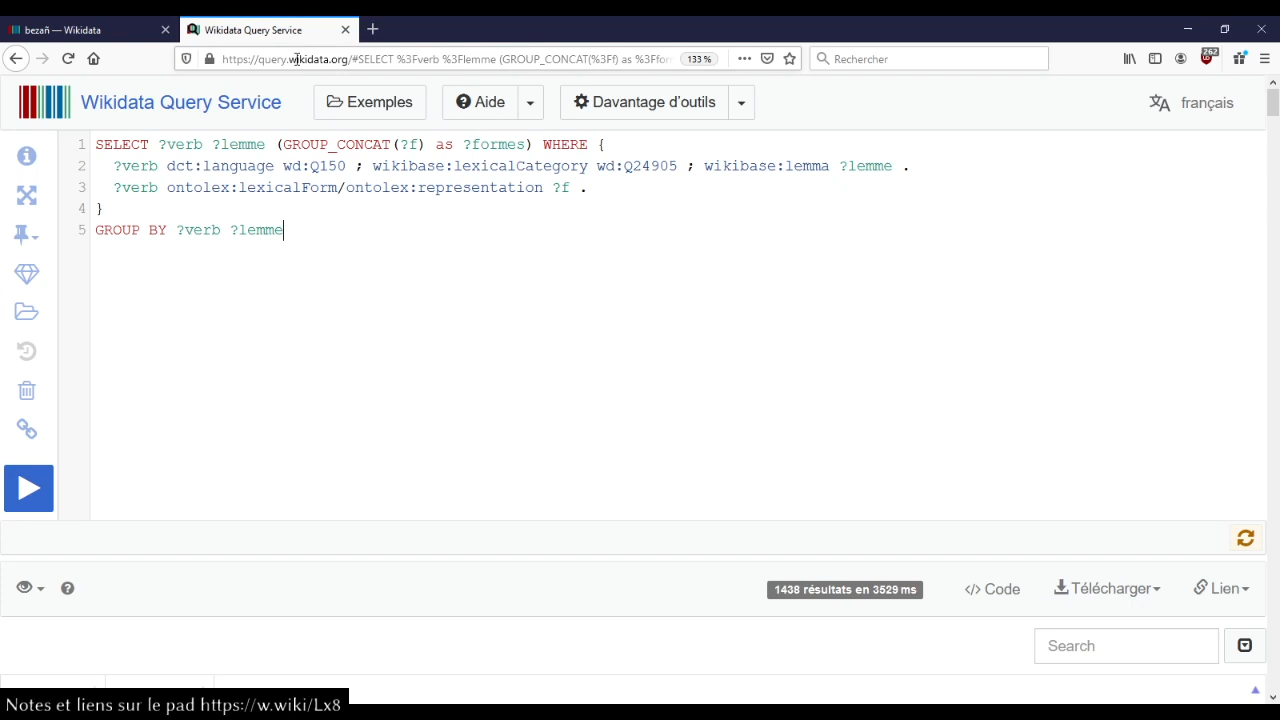 bezañ — Wikidata
Wikidata Query Service
https://query.wikidata.org/#SELECT %3Fverb %3Flemme (GROUP_CONCAT(%3Ff) as %3Ffor
133 %
Rechercher
262
Wikidata Query Service
Exemples
Aide
Davantage d'outils
français
1 SELECT ?verb ?lemme (GROUP_CONCAT(?f) as ?formes) WHERE {
2 ?verb dct:language wd:Q150 ; wikibase:lexicalCategory wd:Q24905 ; wikibase:lemma ?lemme .
3 ?verb ontolex:lexicalForm/ontolex:representation ?f .
4 }
5 GROUP BY ?verb ?lemme
1438 résultats en 3529 ms
</> Code
Télécharger
Lien
Search
Notes et liens sur le pad https://w.wiki/Lx8